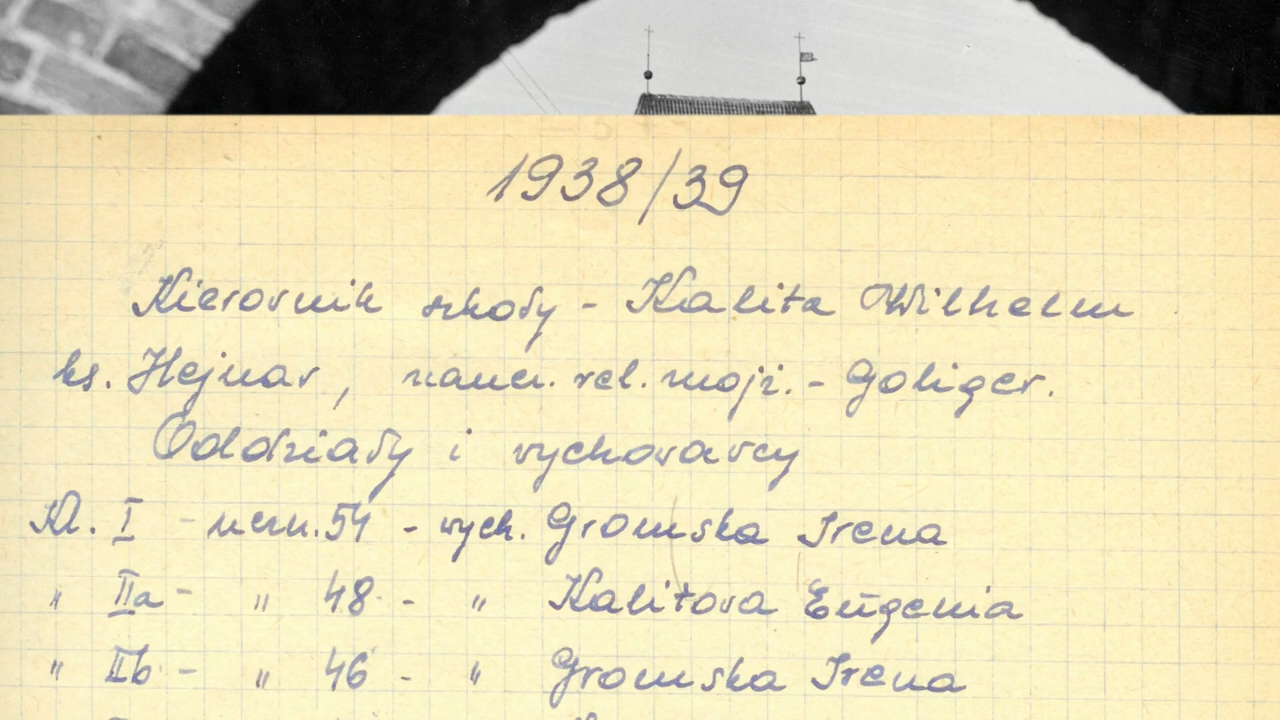 1938/39
Kierownik szkoły - Kalita Wilhelm
ks. Hejnar, naucz. rel. mojż. - Goliger.
Oddziały i wychowawcy
Kl. I - uczn. 54 - wych. Gromska Irena
" IIa - " 48 - " Kalitowa Eugenia
" IIb - " 46 - " Gromska Irena